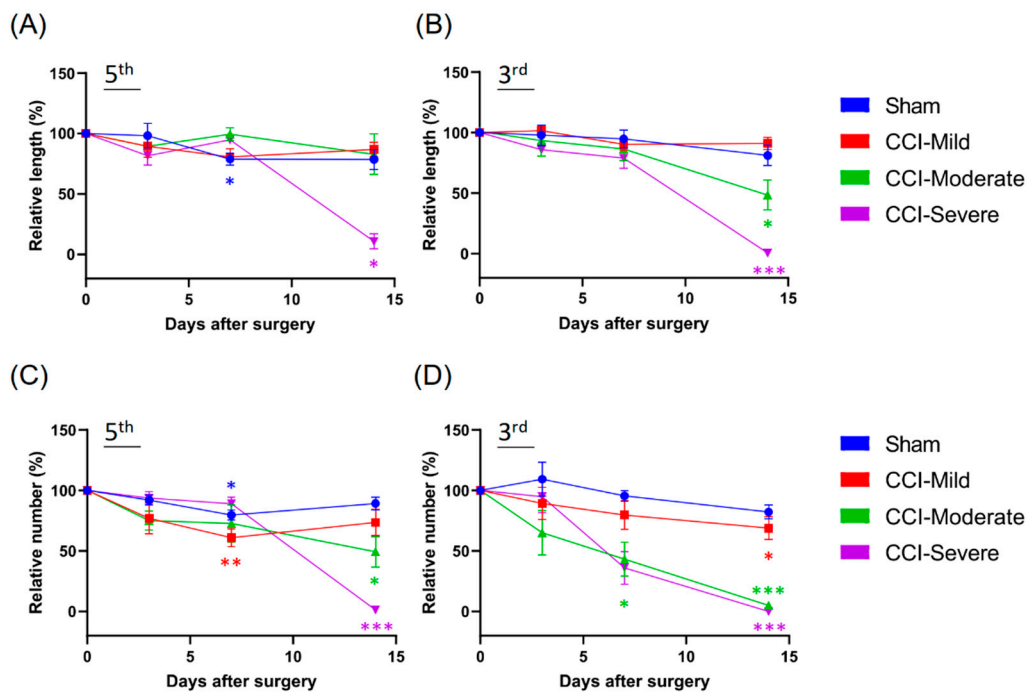 (A)
(B)
5th
3rd
150
100
50
0
Relative length (%)
*
*
0
5
10
15
Days after surgery
150
100
50
0
Relative length (%)
*
***
0
5
10
15
Days after surgery
Sham
CCI-Mild
CCI-Moderate
CCI-Severe
(C)
(D)
5th
3rd
150
100
50
0
Relative number (%)
*
**
*
***
0
5
10
15
Days after surgery
150
100
50
0
Relative number (%)
*
*
***
***
0
5
10
15
Days after surgery
Sham
CCI-Mild
CCI-Moderate
CCI-Severe